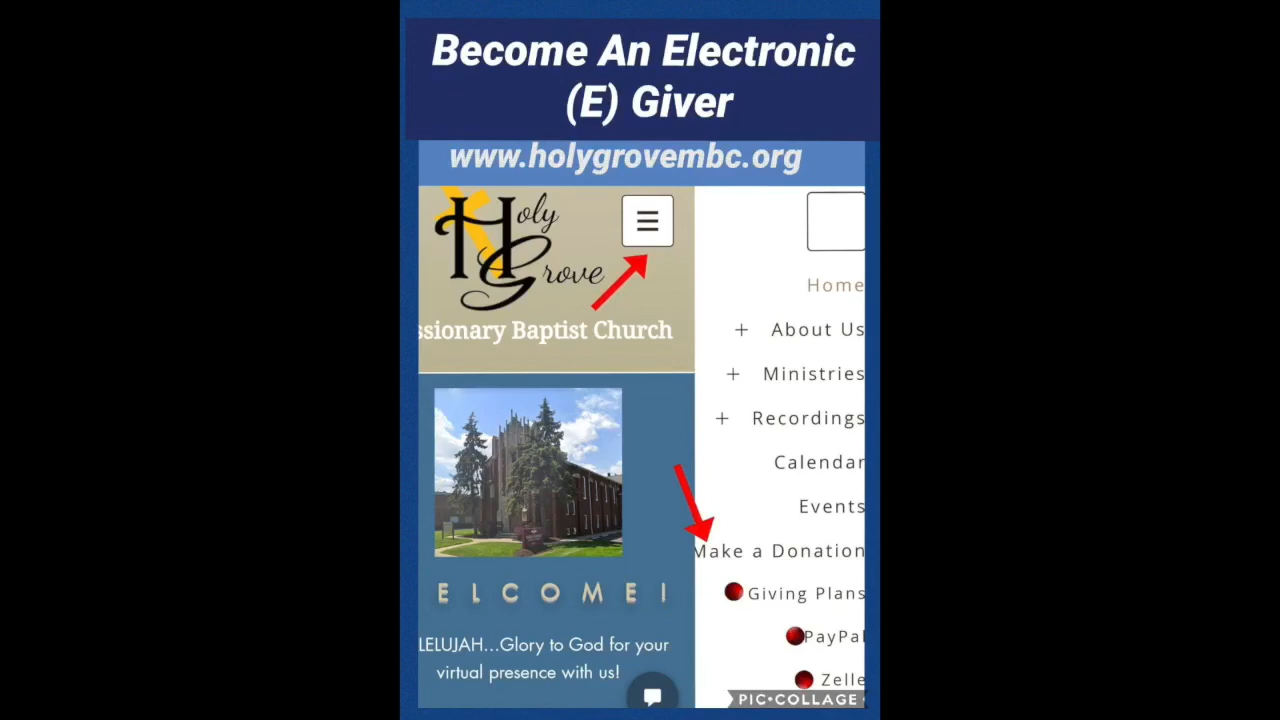 Become An Electronic
(E) Giver
www.holygrovembc.org
Holy
Grove
ssionary Baptist Church
ELCOME
LELUJAH...Glory to God for your
virtual presence with us!
Home
+ About Us
+ Ministries
+ Recordings
Calendar
Events
Make a Donation
Giving Plans
PayPal
Zelle
PIC•COLLAGE